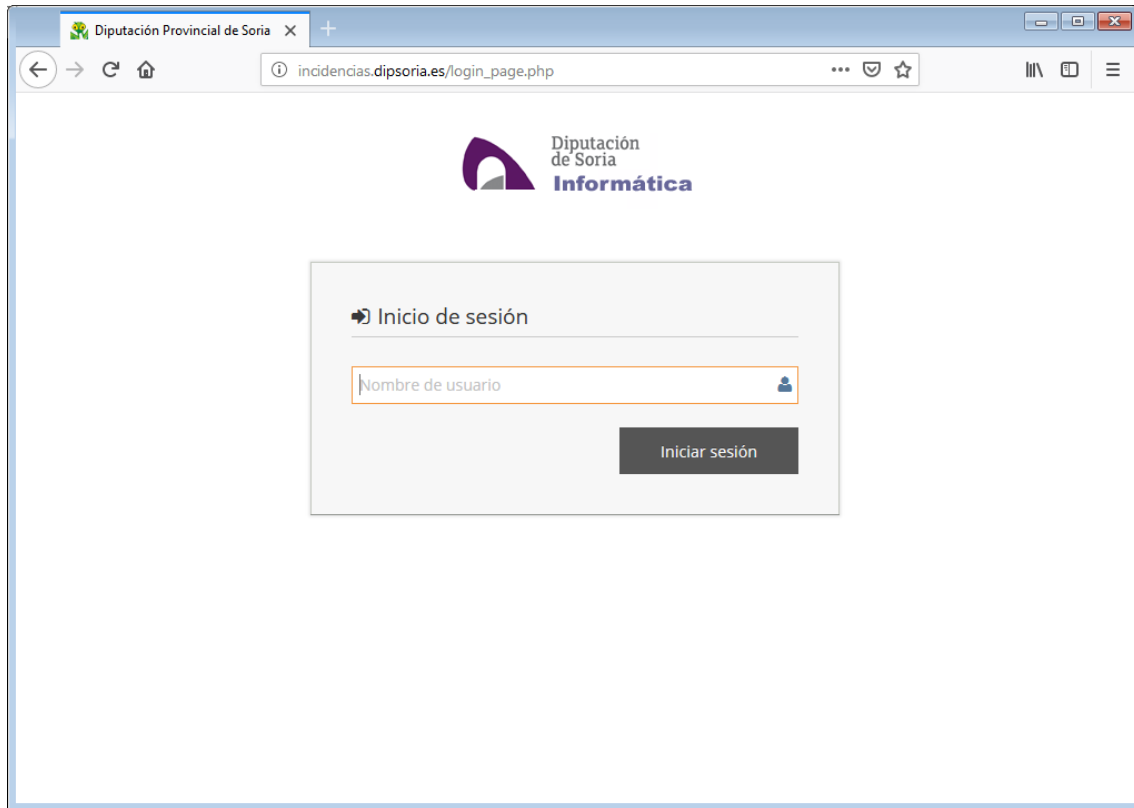 Diputación Provincial de Soria
incidencias.dipsoria.es/login_page.php
Diputación
de Soria
Informática
Inicio de sesión
Nombre de usuario
Iniciar sesión